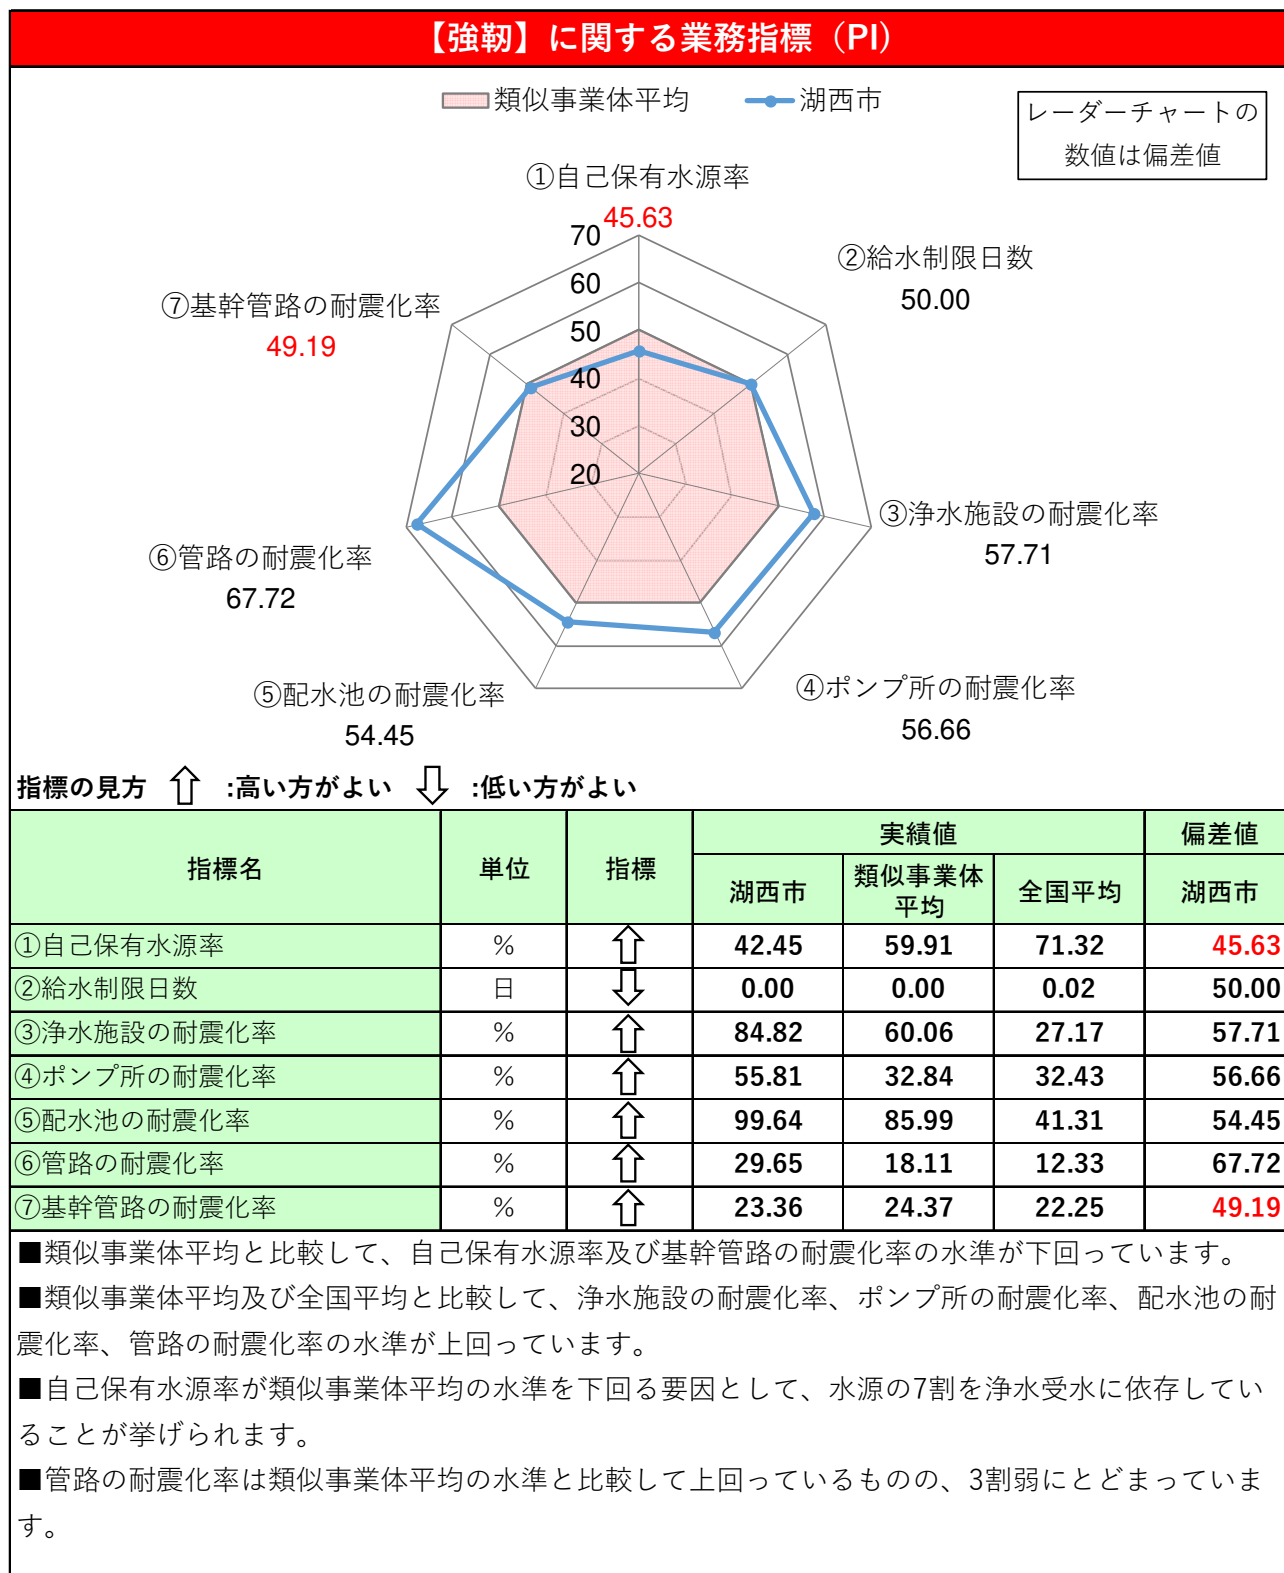 【強靭】に関する業務指標（PI）
類似事業体平均 湖西市
レーダーチャートの
数値は偏差値
①自己保有水源率
45.63
②給水制限日数
50.00
③浄水施設の耐震化率
57.71
④ポンプ所の耐震化率
56.66
⑤配水池の耐震化率
54.45
⑥管路の耐震化率
67.72
⑦基幹管路の耐震化率
49.19
70
60
50
40
30
20
指標の見方 ⇧ :高い方がよい ⇩ :低い方がよい
指標名 単位 指標 実績値 偏差値
湖西市 類似事業体 全国平均 湖西市
平均
①自己保有水源率 % ⇧ 42.45 59.91 71.32 45.63
②給水制限日数 日 ⇩ 0.00 0.00 0.02 50.00
③浄水施設の耐震化率 % ⇧ 84.82 60.06 27.17 57.71
④ポンプ所の耐震化率 % ⇧ 55.81 32.84 32.43 56.66
⑤配水池の耐震化率 % ⇧ 99.64 85.99 41.31 54.45
⑥管路の耐震化率 % ⇧ 29.65 18.11 12.33 67.72
⑦基幹管路の耐震化率 % ⇧ 23.36 24.37 22.25 49.19
■類似事業体平均と比較して、自己保有水源率及び基幹管路の耐震化率の水準が下回っています。
■類似事業体平均及び全国平均と比較して、浄水施設の耐震化率、ポンプ所の耐震化率、配水池の耐
震化率、管路の耐震化率の水準が上回っています。
■自己保有水源率が類似事業体平均の水準を下回る要因として、水源の7割を浄水受水に依存してい
ることが挙げられます。
■管路の耐震化率は類似事業体平均の水準と比較して上回っているものの、3割弱にとどまっていま
す。